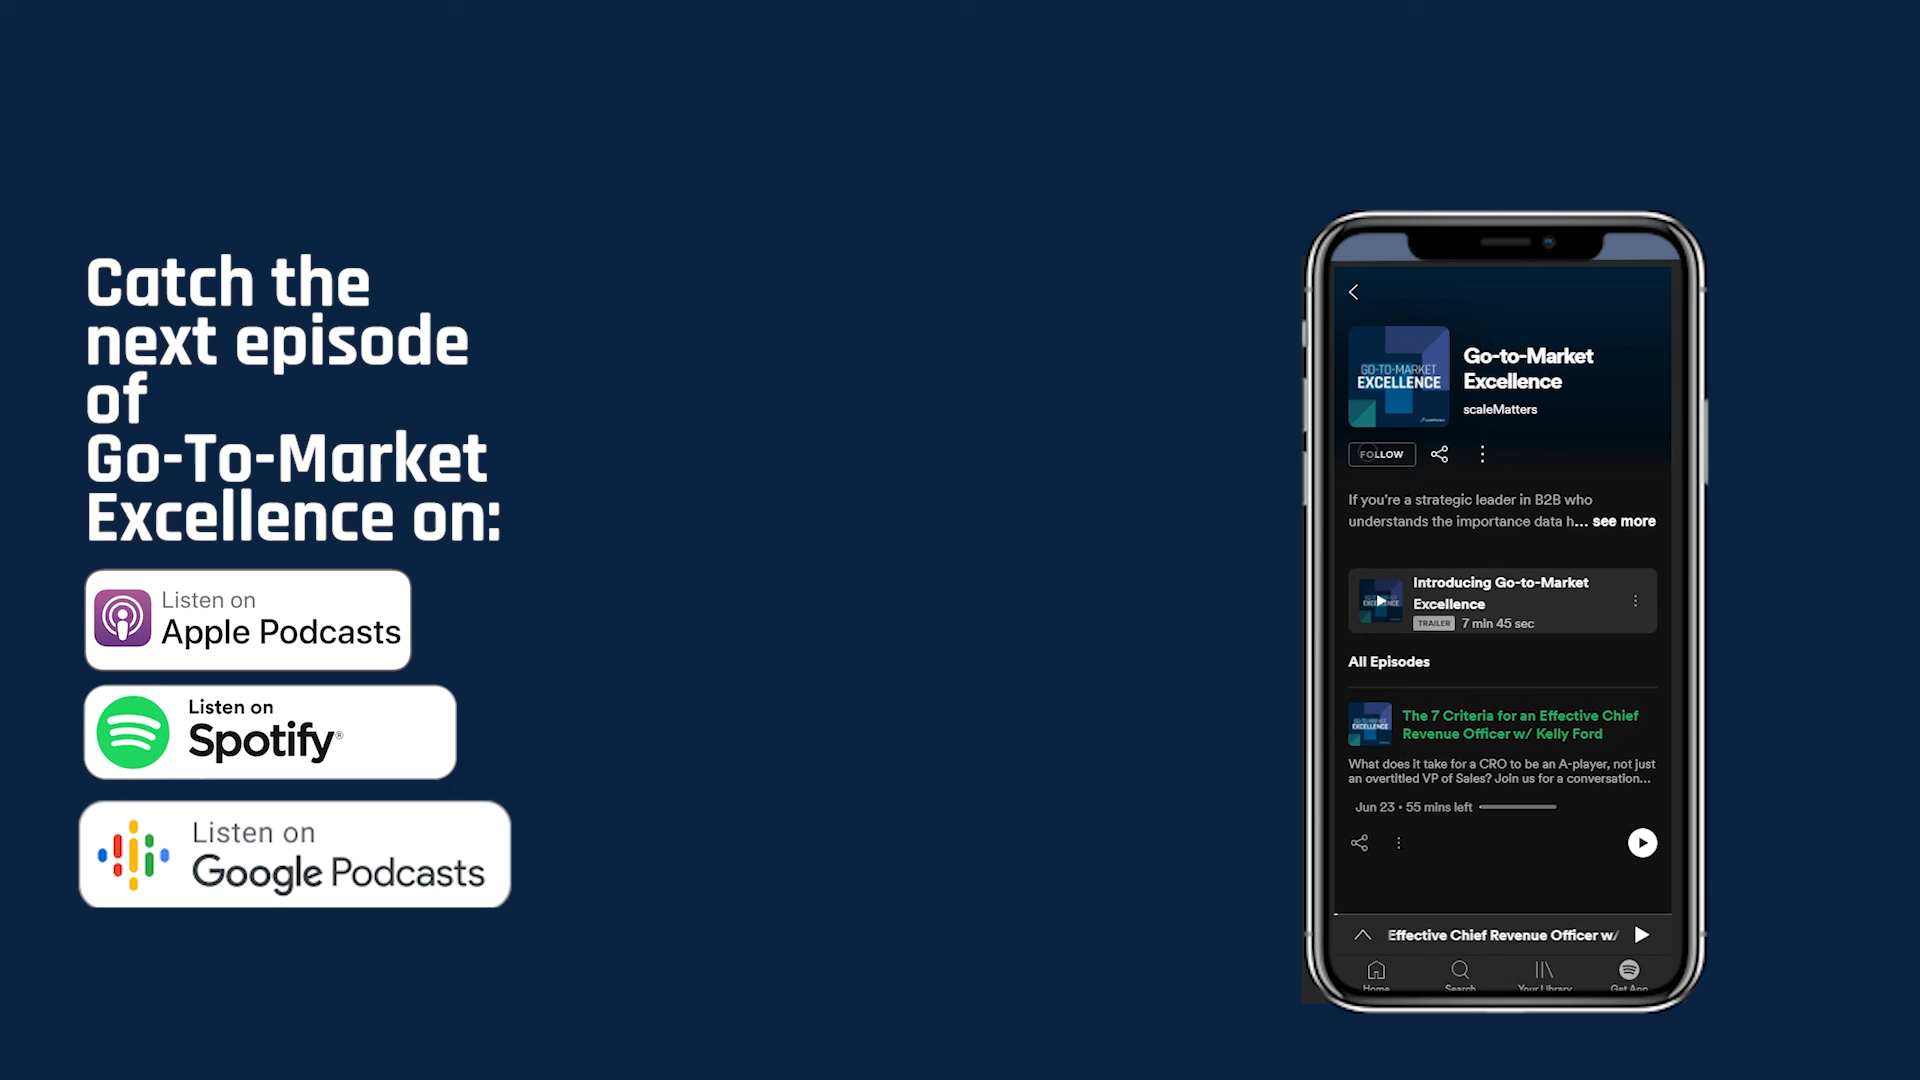 Catch the
next episode
of
Go-To-Market
Excellence on:
Listen on
Apple Podcasts
Listen on
Spotify®
Listen on
Google Podcasts
GO-TO-MARKET
EXCELLENCE
Go-to-Market
Excellence
scaleMatters
FOLLOW
If you're a strategic leader in B2B who
understands the importance data h... see more
Introducing Go-to-Market
Excellence
TRAILER 7 min 45 sec
All Episodes
GO-TO-MARKET
EXCELLENCE
The 7 Criteria for an Effective Chief
Revenue Officer w/ Kelly Ford
What does it take for a CRO to be an A-player, not just
an overtitled VP of Sales? Join us for a conversation...
Jun 23 • 55 mins left
Effective Chief Revenue Officer w/
Home Search Your Library Get App